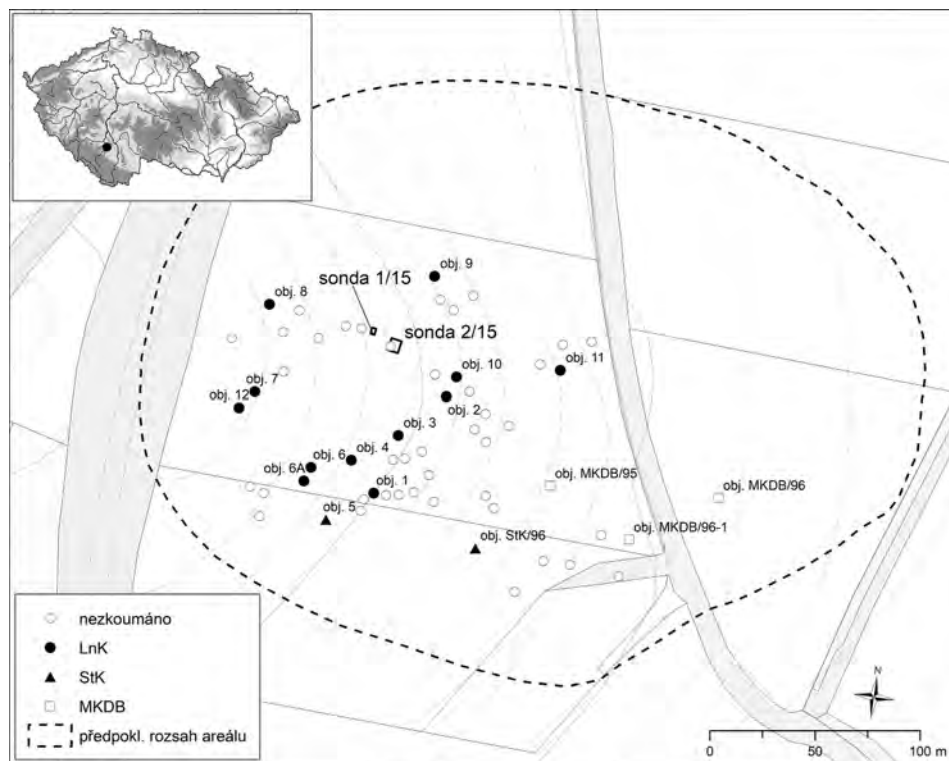 obj. 9
sonda 1/15
obj. 8
sonda 2/15
obj. 10
obj. 11
obj. 7
obj. 12
obj. 2
obj. 3
obj. 4
obj. 6
obj. 6A
obj. MKDB/95
obj. MKDB/96
obj. 1
obj. 5
obj. StK/96
obj. MKDB/96-1
nezkoumáno
LnK
StK
MKDB
předpokl. rozsah areálu
N
0 50 100 m